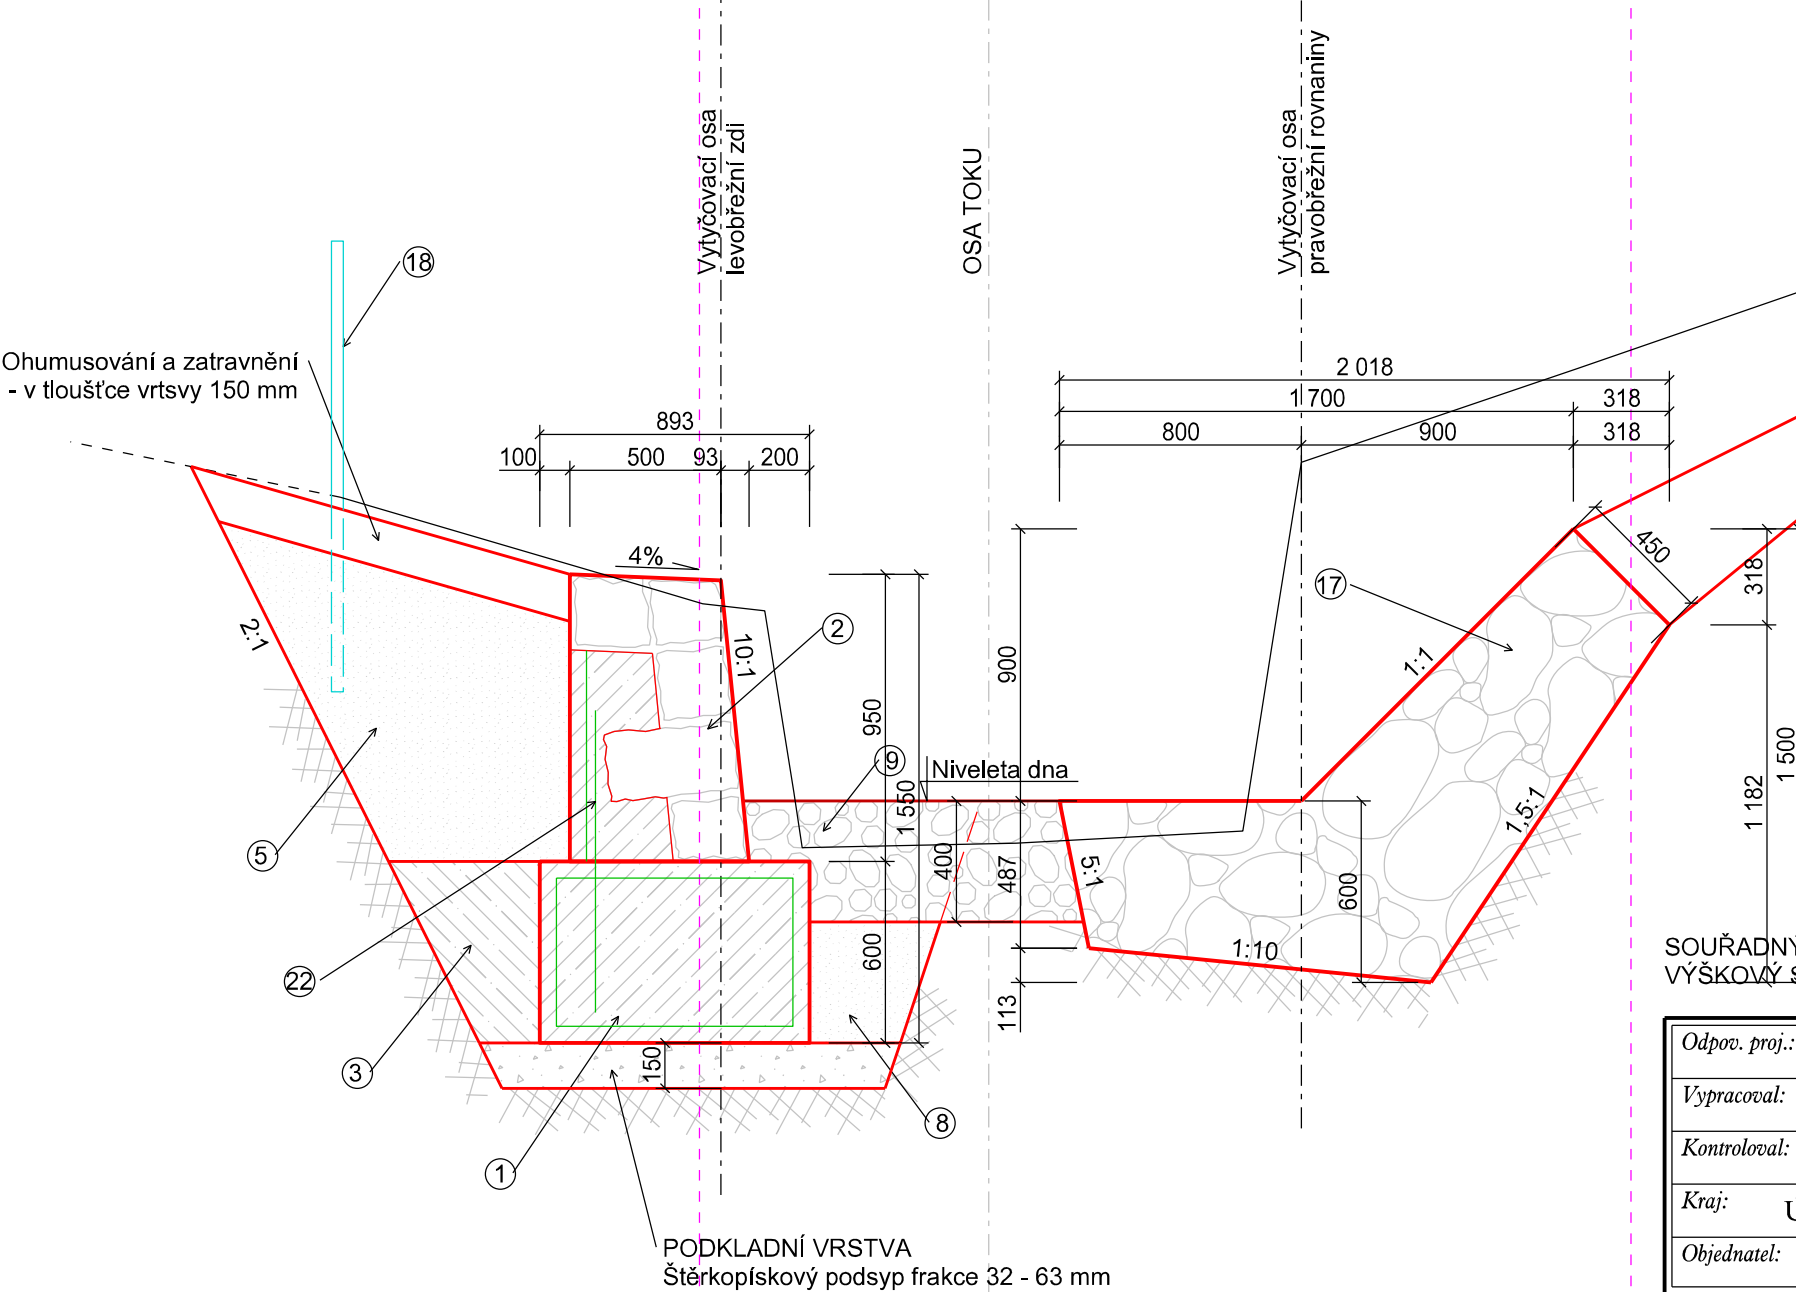 Vytyčovací osa
levobřežní zdi
OSA TOKU
Vytyčovací osa
pravobřežní rovnaniny
18
Ohumusování a zatravnění
- v tloušťce vrtsvy 150 mm
2 018
1 700
318
800
900
318
893
100
500
93
200
4%
2:1
10:1
2
17
1:1
450
318
900
950
1 550
9
Niveleta dna
400
487
5:1
600
1,5:1
1 182
1 500
5
22
3
600
1:10
113
150
8
1
PODKLADNÍ VRSTVA
Štěrkopískový podsyp frakce 32 - 63 mm
VÝŠKOVÝ
Odpov. proj.:
Vypracoval:
Kontroloval:
Kraj:
Objednatel: